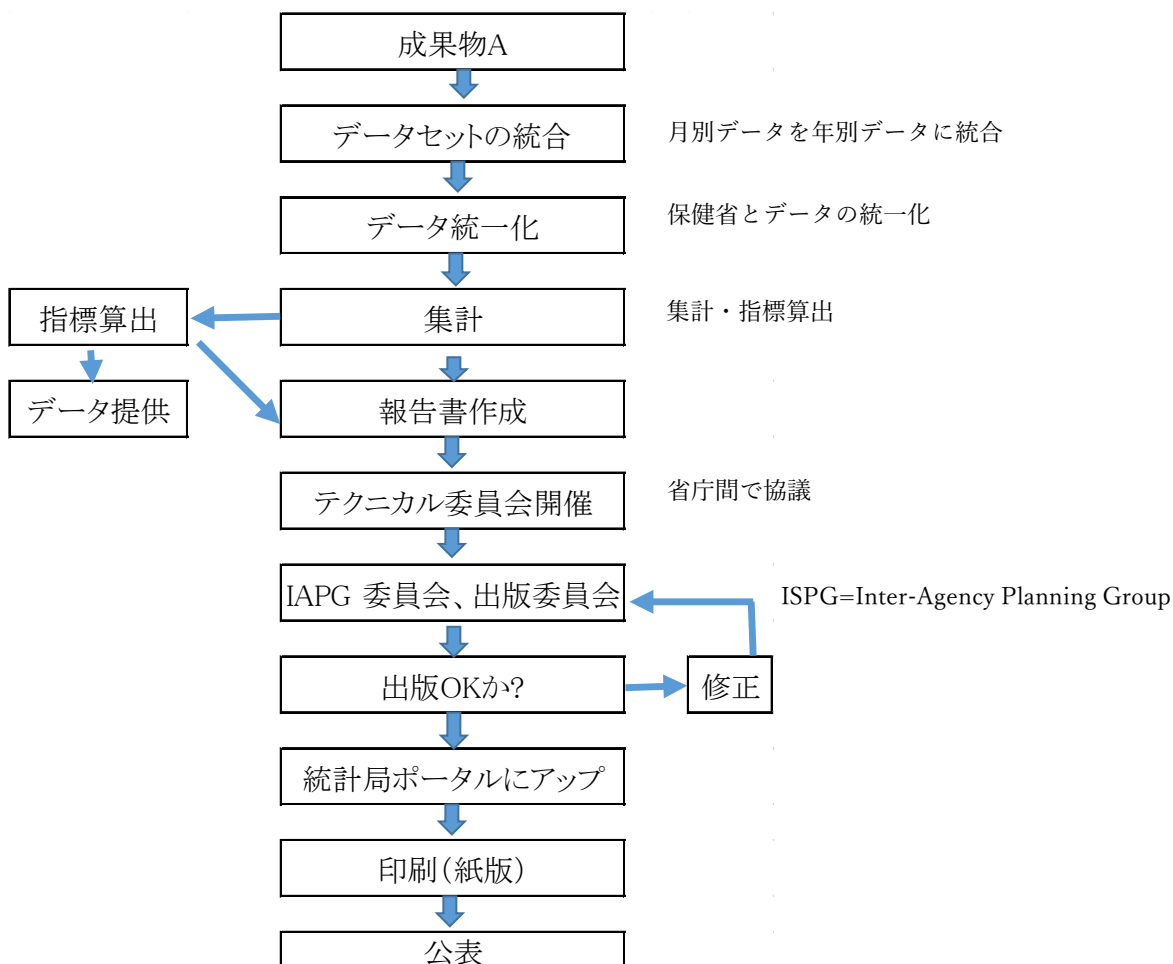 成果物A
データセットの統合
月別データを年別データに統合
データ統一化
保健省とデータの統一化
指標算出
集計
集計・指標算出
データ提供
報告書作成
テクニカル委員会開催
省庁間で協議
IAPG 委員会、出版委員会
ISPG=Inter-Agency Planning Group
出版OKか?
修正
統計局ポータルにアップ
印刷(紙版)
公表